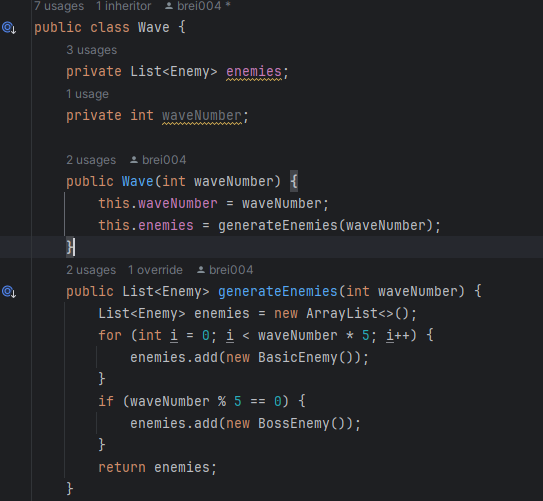 7 usages 1 inheritor brei004 *
public class Wave {
3 usages
private List<Enemy> enemies;
1 usage
private int waveNumber;
2 usages brei004
public Wave(int waveNumber) {
this.waveNumber = waveNumber;
this.enemies = generateEnemies(waveNumber);
}
2 usages 1 override brei004
public List<Enemy> generateEnemies(int waveNumber) {
List<Enemy> enemies = new ArrayList<>();
for (int i = 0; i < waveNumber * 5; i++) {
enemies.add(new BasicEnemy());
}
if (waveNumber % 5 == 0) {
enemies.add(new BossEnemy());
}
return enemies;
}